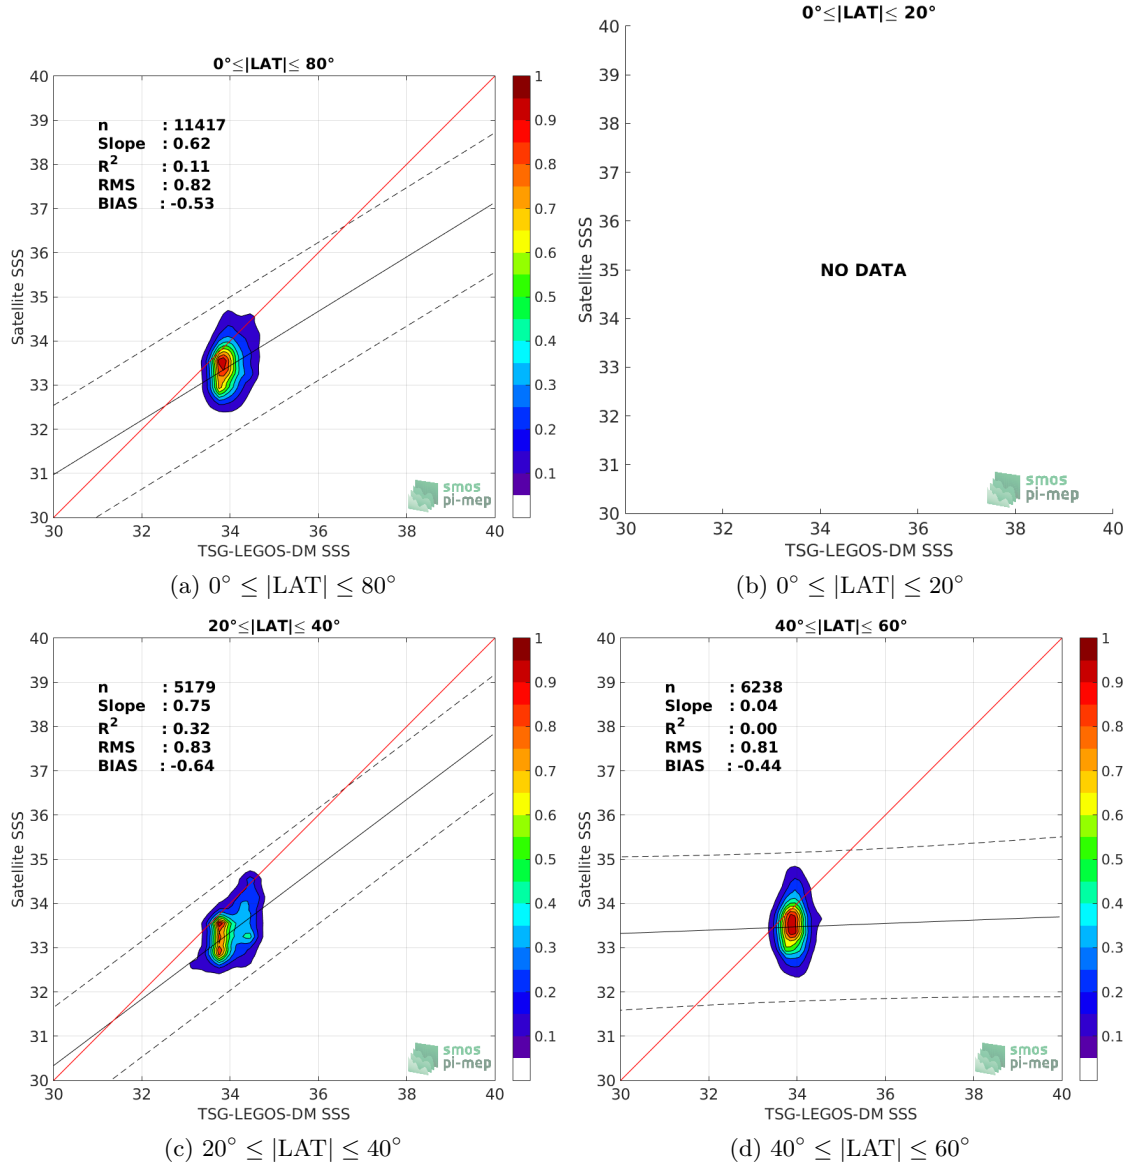 0°≤|LAT|≤ 80°
n : 11417
Slope : 0.62
R² : 0.11
RMS : 0.82
BIAS : -0.53
40
39
38
37
36
35
34
33
32
31
30
30 32 34 36 38 40
Satellite SSS
TSG-LEGOS-DM SSS
1
0.9
0.8
0.7
0.6
0.5
0.4
0.3
0.2
0.1
smos
pi-mep
(a) 0° ≤ |LAT| ≤ 80°
0°≤|LAT|≤ 20°
40
39
38
37
36
35
34
33
32
31
30
30 32 34 36 38 40
Satellite SSS
NO DATA
TSG-LEGOS-DM SSS
smos
pi-mep
(b) 0° ≤ |LAT| ≤ 20°
20°≤|LAT|≤ 40°
n : 5179
Slope : 0.75
R² : 0.32
RMS : 0.83
BIAS : -0.64
40
39
38
37
36
35
34
33
32
31
30
30 32 34 36 38 40
Satellite SSS
TSG-LEGOS-DM SSS
1
0.9
0.8
0.7
0.6
0.5
0.4
0.3
0.2
0.1
smos
pi-mep
(c) 20° ≤ |LAT| ≤ 40°
40°≤|LAT|≤ 60°
n : 6238
Slope : 0.04
R² : 0.00
RMS : 0.81
BIAS : -0.44
40
39
38
37
36
35
34
33
32
31
30
30 32 34 36 38 40
Satellite SSS
TSG-LEGOS-DM SSS
1
0.9
0.8
0.7
0.6
0.5
0.4
0.3
0.2
0.1
smos
pi-mep
(d) 40° ≤ |LAT| ≤ 60°